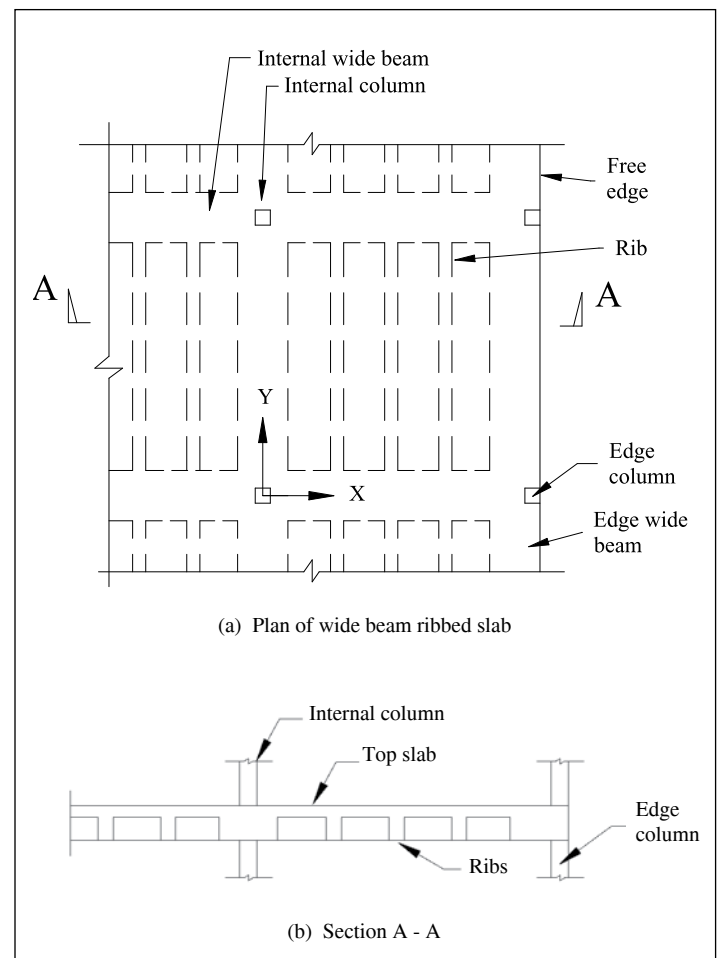 Internal wide beam
Internal column
Free
edge
Rib
A
A
Y
X
Edge
column
Edge wide
beam
(a) Plan of wide beam ribbed slab
Internal column
Top slab
Edge
column
Ribs
(b) Section A - A